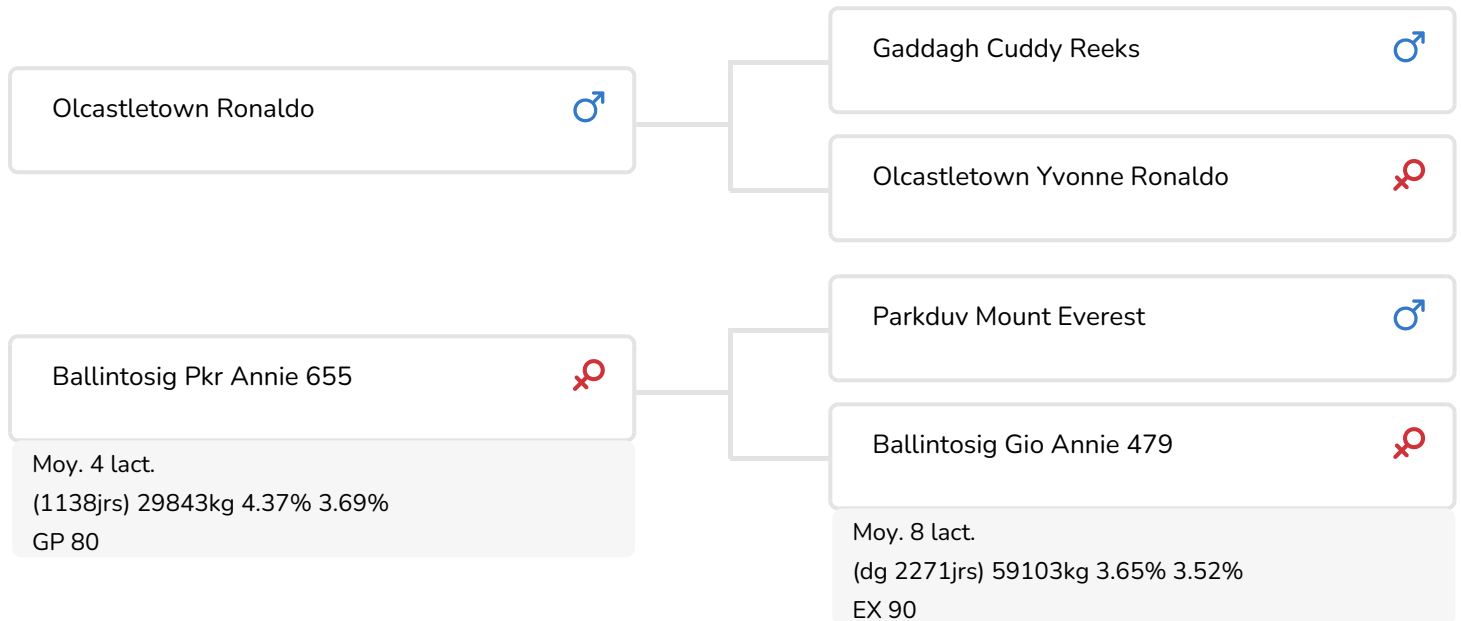 Olcastletown Ronaldo
Gaddagh Cuddy Reeks
Olcastletown Yvonne Ronaldo
Ballintosig Pkr Annie 655
Moy. 4 lact.
(1138jrs) 29843kg 4.37% 3.69%
GP 80
Parkduv Mount Everest
Ballintosig Gio Annie 479
Moy. 8 lact.
(dg 2271jrs) 59103kg 3.65% 3.52%
EX 90